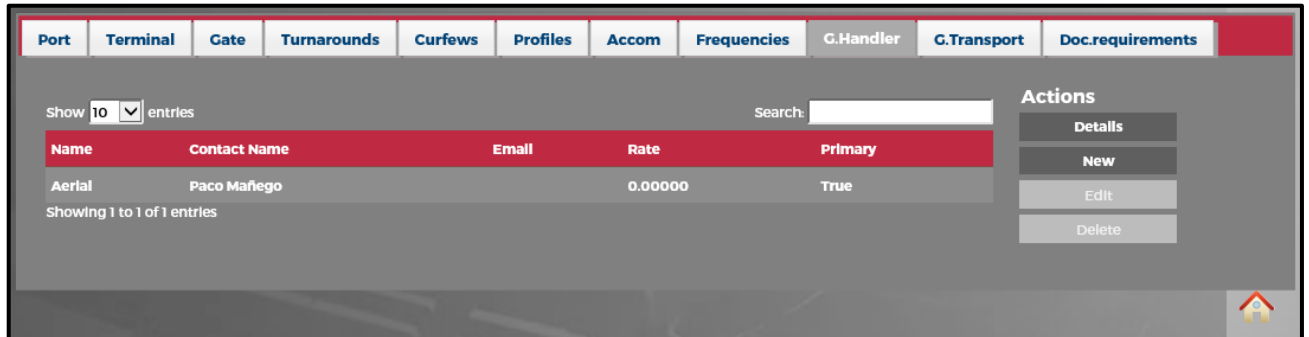 Port Terminal Gate Turnarounds Curfews Profiles Accom Frequencies G.Handler G.Transport Doc.requirements
Show 10 entries Search:
Name Contact Name Email Rate Primary
Aerial Paco Mañego 0.00000 True
Showing 1 to 1 of 1 entries
Actions
Details
New
Edit
Delete